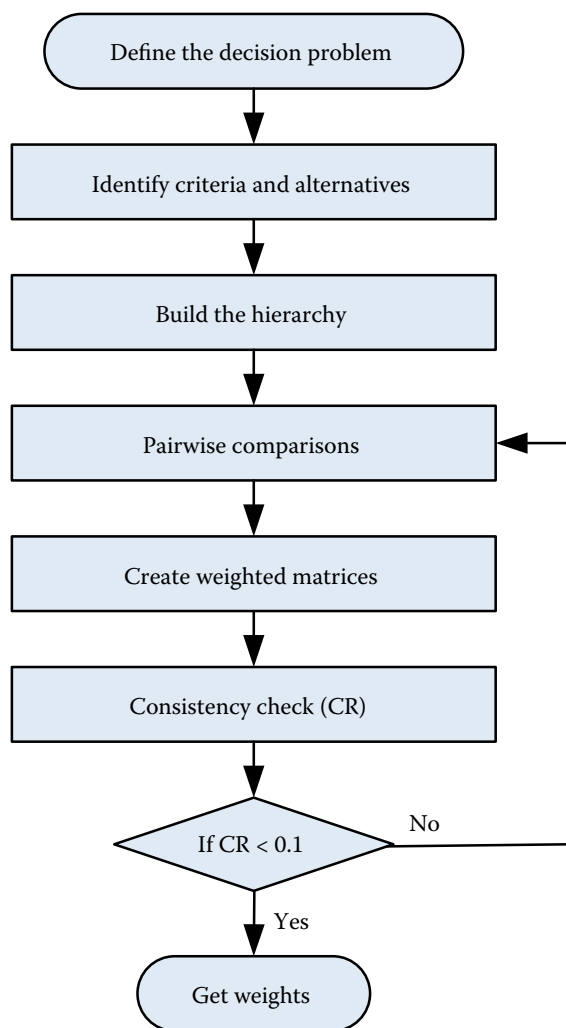 Define the decision problem
Identify criteria and alternatives
Build the hierarchy
Pairwise comparisons
Create weighted matrices
Consistency check (CR)
If CR < 0.1
No
Yes
Get weights